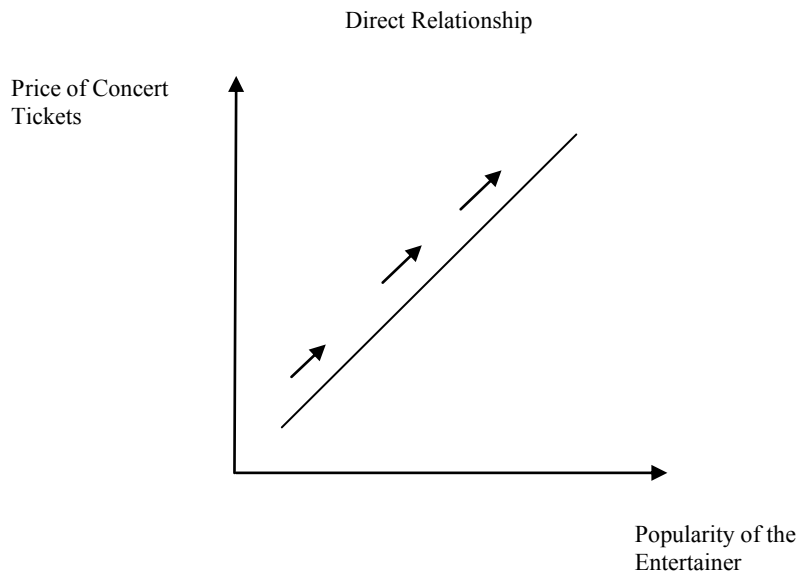 Direct Relationship
Price of Concert
Tickets
Popularity of the
Entertainer